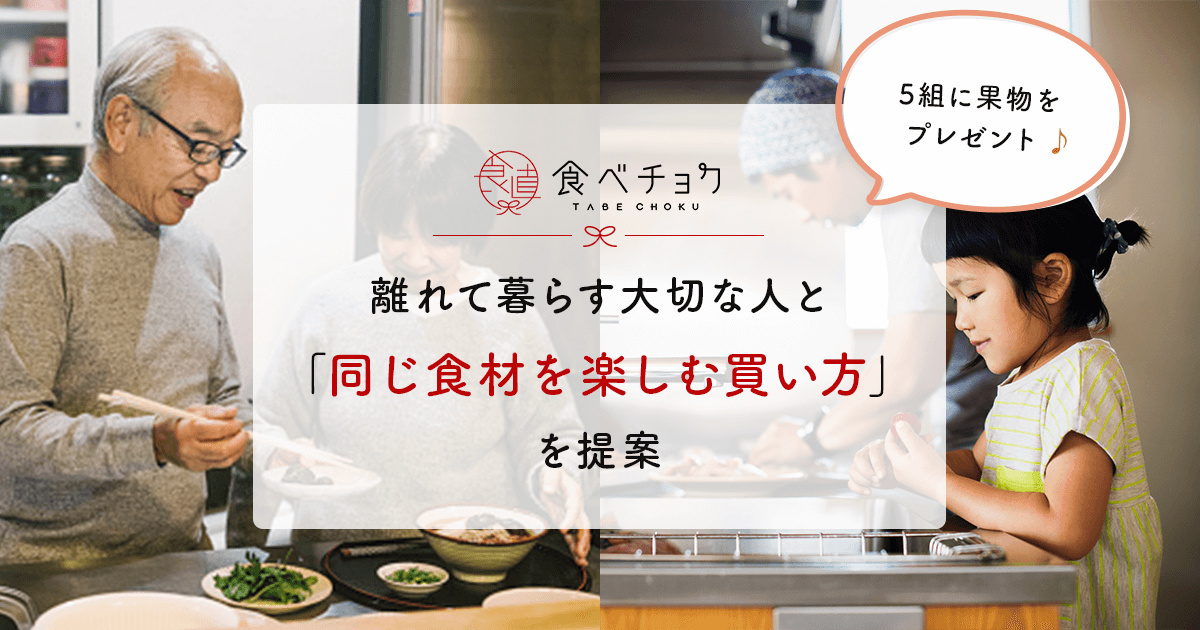 5組に果物を
プレゼント♪
食直
食べチョク
TABE CHOKU
離れて暮らす大切な人と
「同じ食材を楽しむ買い方」
を提案